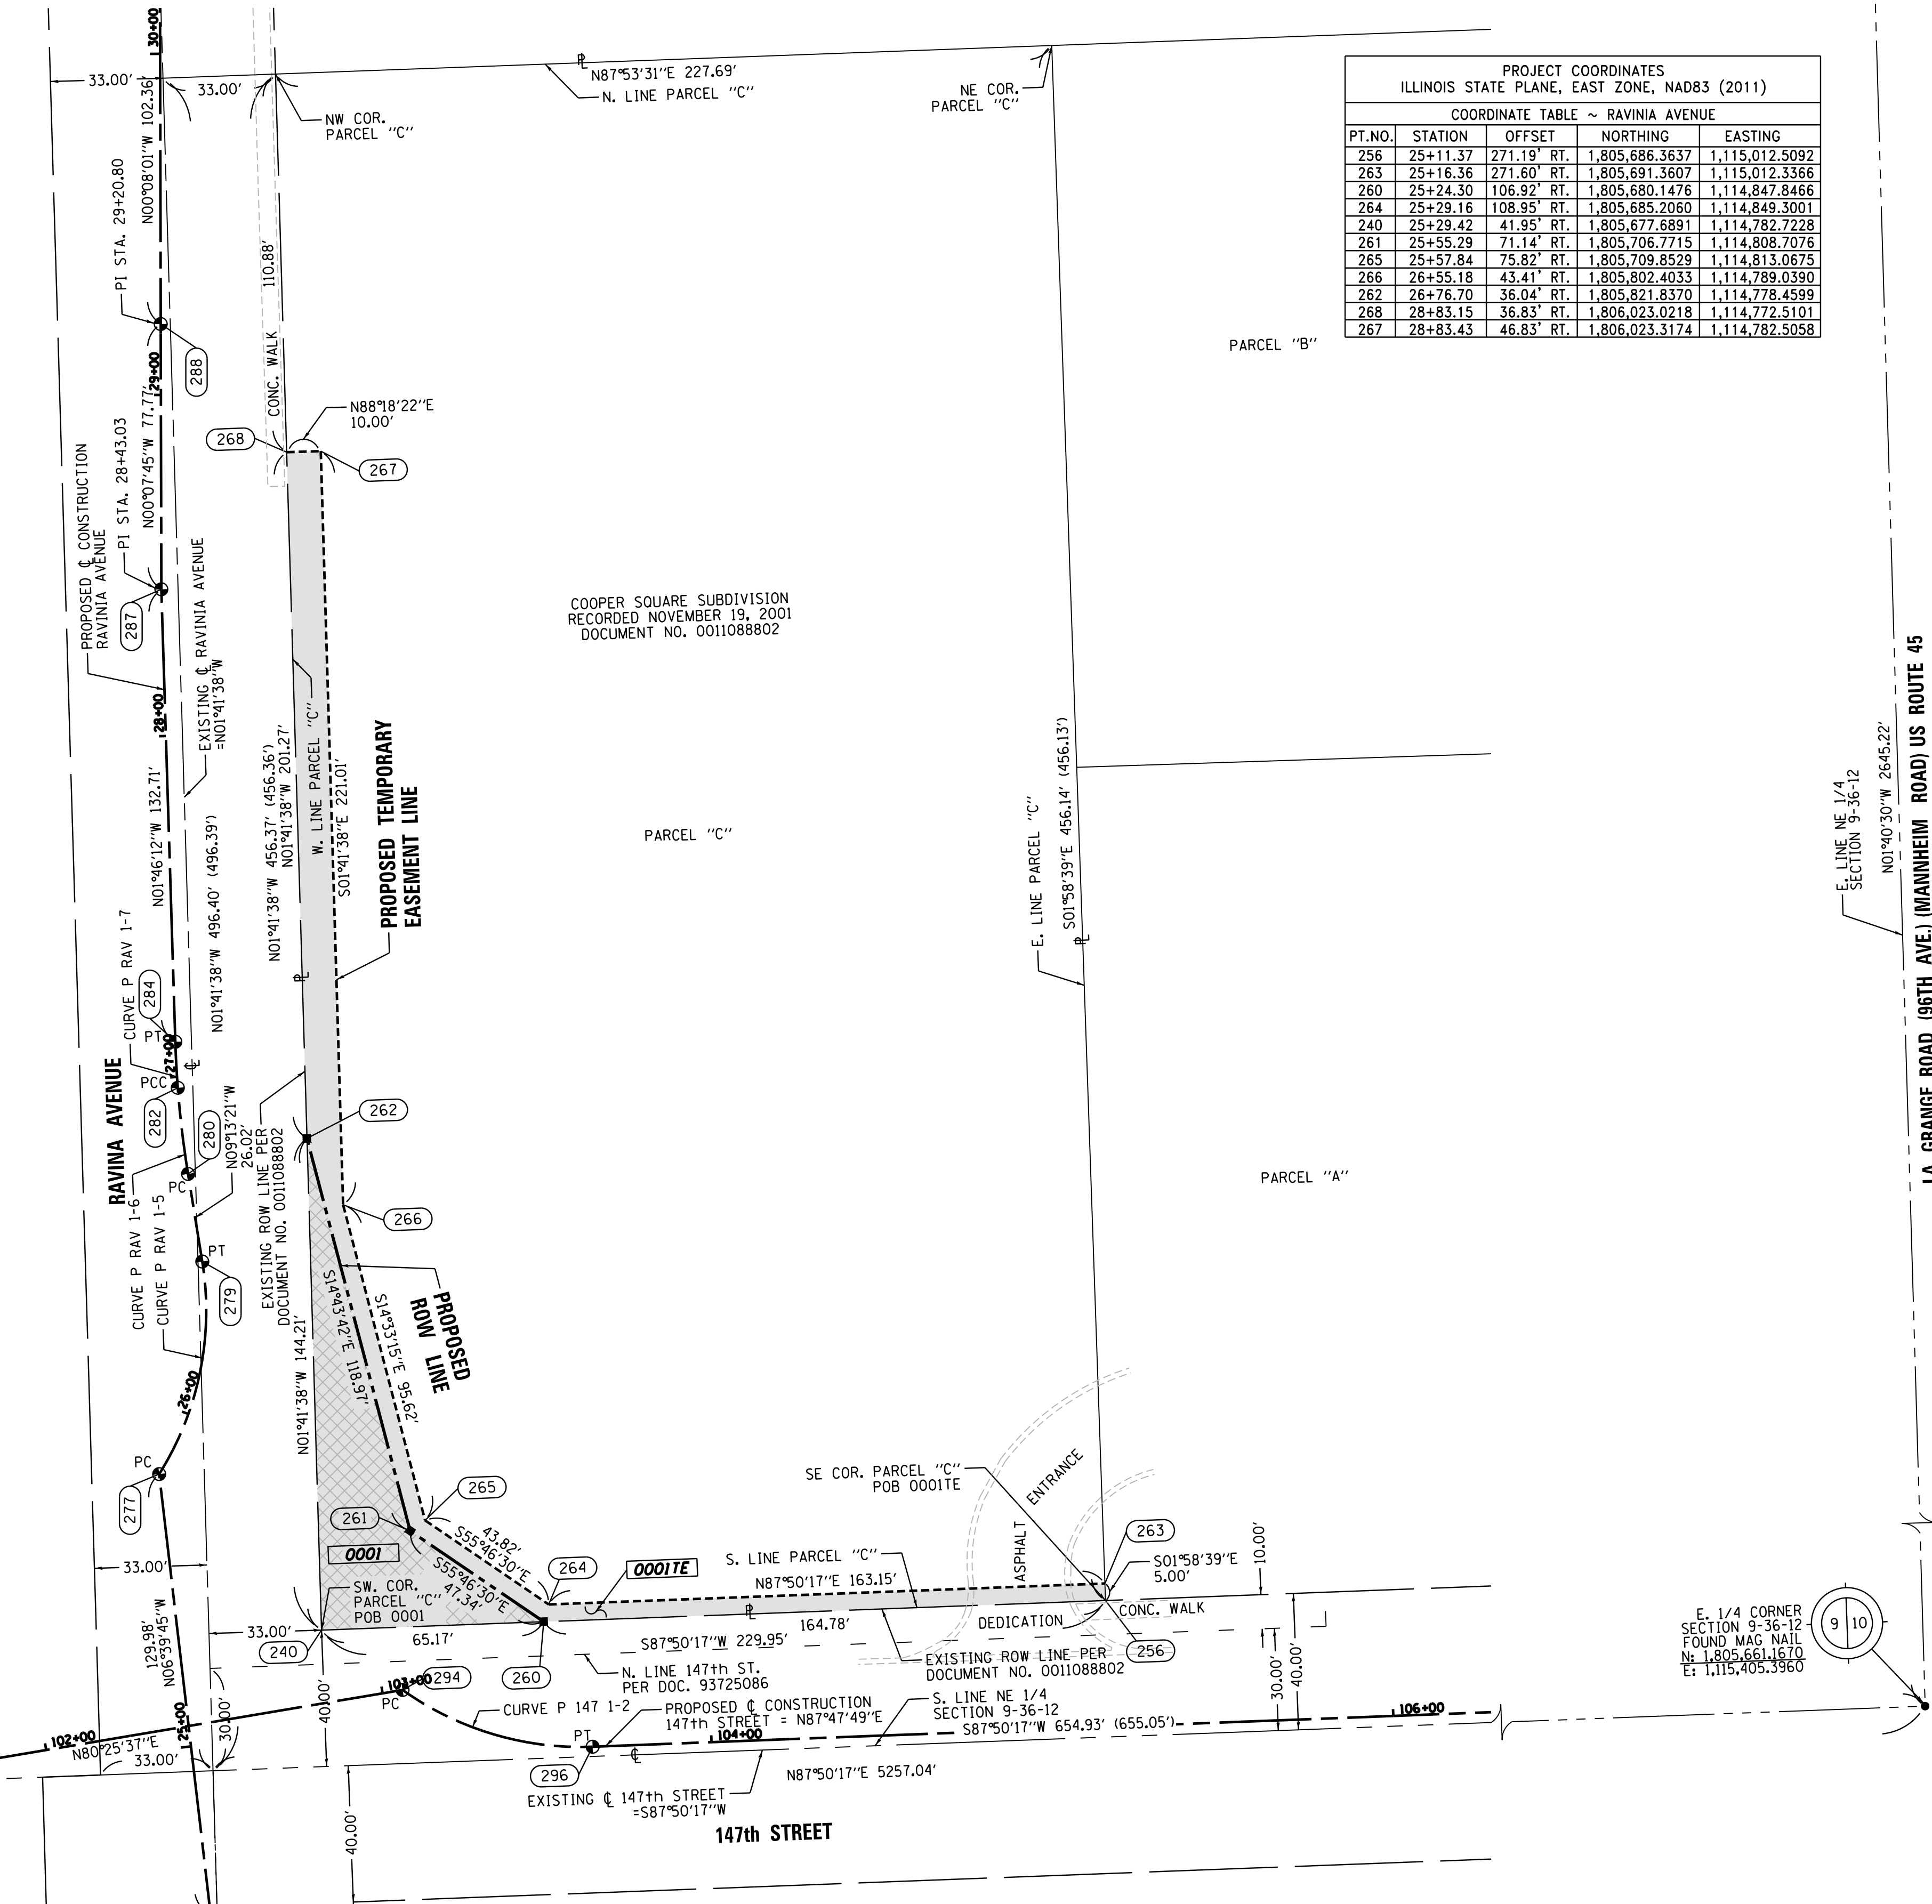 30+00
33.00'
33.00'
N00°08'01"W 102.36'
NW COR.
PARCEL "C"
℄
N87°53'31"E 227.69'
N. LINE PARCEL "C"
NE COR.
PARCEL "C"
PROJECT COORDINATES
ILLINOIS STATE PLANE, EAST ZONE, NAD83 (2011)
COORDINATE TABLE ~ RAVINIA AVENUE
PT.NO. STATION OFFSET NORTHING EASTING
256 25+11.37 271.19' RT. 1,805,686.3637 1,115,012.5092
263 25+16.36 271.60' RT. 1,805,691.3607 1,115,012.3366
260 25+24.30 106.92' RT. 1,805,680.1476 1,114,847.8466
264 25+29.16 108.95' RT. 1,805,685.2060 1,114,849.3001
240 25+29.42 41.95' RT. 1,805,677.6891 1,114,782.7228
261 25+55.29 71.14' RT. 1,805,706.7715 1,114,808.7076
265 25+57.84 75.82' RT. 1,805,709.8529 1,114,813.0675
266 26+55.18 43.41' RT. 1,805,802.4033 1,114,789.0390
262 26+76.70 36.04' RT. 1,805,821.8370 1,114,778.4599
268 28+83.15 36.83' RT. 1,806,023.0218 1,114,772.5101
267 28+83.43 46.83' RT. 1,806,023.3174 1,114,782.5058
PI STA. 29+20.80
110.88'
CONC. WALK
PARCEL "B"
288
29+00
N00°07'45"W 77.77'
PI STA. 28+43.03
N88°18'22"E
10.00'
268
267
PROPOSED ℄ CONSTRUCTION
RAVINIA AVENUE
287
EXISTING ℄ RAVINIA AVENUE
=N01°41'38"W
COOPER SQUARE SUBDIVISION
RECORDED NOVEMBER 19, 2001
DOCUMENT NO. 0011088802
28+00
N01°46'12"W 132.71'
N01°41'38"W 496.40' (496.39')
N01°41'38"W 456.37' (456.36')
N01°41'38"W 201.27'
W. LINE PARCEL "C"
S01°41'38"E 221.01'
PROPOSED TEMPORARY
EASEMENT LINE
PARCEL "C"
E. LINE PARCEL "C"
S01°58'39"E 456.14' (456.13')
E. LINE NE 1/4
SECTION 9-36-12
N01°40'30"W 2645.22'
LA GRANGE ROAD (96TH AVE.) (MANNHEIM ROAD) US ROUTE 45
CURVE P RAV 1-7
284
PT
27+00
PCC
282
RAVINA AVENUE
280
PC
N09°13'21"W
26.02'
EXISTING ROW LINE PER
DOCUMENT NO. 0011088802
262
266
PARCEL "A"
CURVE P RAV 1-6
CURVE P RAV 1-5
PT
279
N01°41'38"W 144.21'
S14°43'42"E 118.97'
S14°33'15"E 95.62'
PROPOSED
ROW LINE
26+00
PC
277
265
261
0001
43.82'
S55°46'30"E
S55°46'30"E
47.34'
264
0001TE
SE COR. PARCEL "C"
POB 0001TE
ENTRANCE
ASPHALT
S. LINE PARCEL "C"
N87°50'17"E 163.15'
263
S01°58'39"E
5.00'
10.00'
SW. COR.
PARCEL "C"
POB 0001
33.00'
33.00'
240
65.17'
164.78'
DEDICATION
CONC. WALK
S87°50'17"W 229.95'
256
260
EXISTING ROW LINE PER
DOCUMENT NO. 0011088802
N. LINE 147th ST.
PER DOC. 93725086
129.98'
N06°39'45"W
25+00
30.00'
40.00'
103+00
294
PC
CURVE P 147 1-2
PROPOSED ℄ CONSTRUCTION
147th STREET = N87°47'49"E
S. LINE NE 1/4
SECTION 9-36-12
S87°50'17"W 654.93' (655.05')
30.00'
40.00'
106+00
E. 1/4 CORNER
SECTION 9-36-12
FOUND MAG NAIL
N: 1,805,661.1670
E: 1,115,405.3960
9 10
102+00
N80°25'37"E
33.00'
PT
104+00
296
℄
N87°50'17"E 5257.04'
EXISTING ℄ 147th STREET
=S87°50'17"W
40.00'
147th STREET